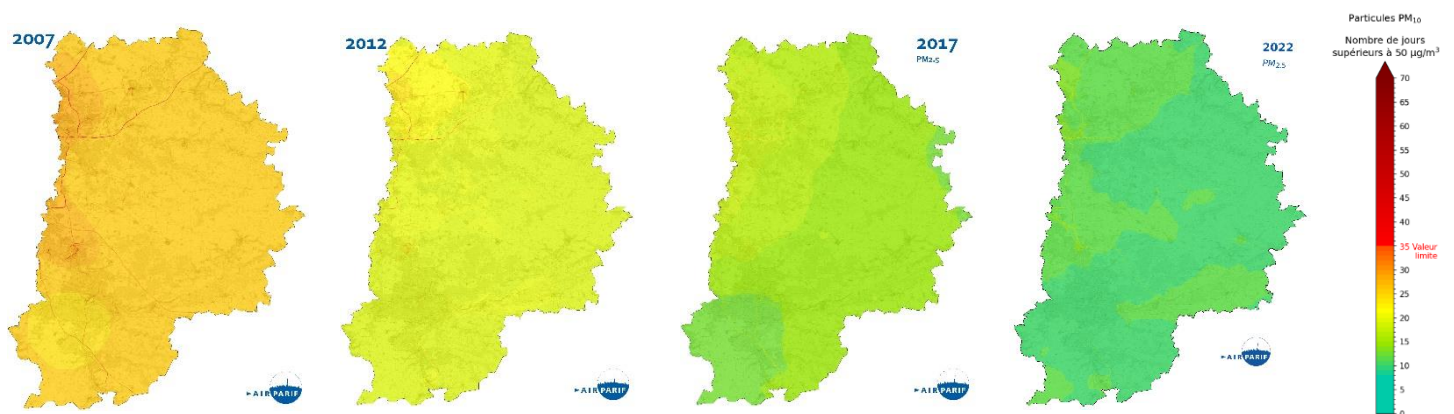 2007
2012
2017
PM2.5
2022
PM2.5
Particules PM10
Nombre de jours
supérieurs à 50 µg/m³
70
65
60
55
50
45
40
35 Valeur
limite
30
25
20
15
10
5
0
AIRPARIF
AIRPARIF
AIRPARIF
AIRPARIF